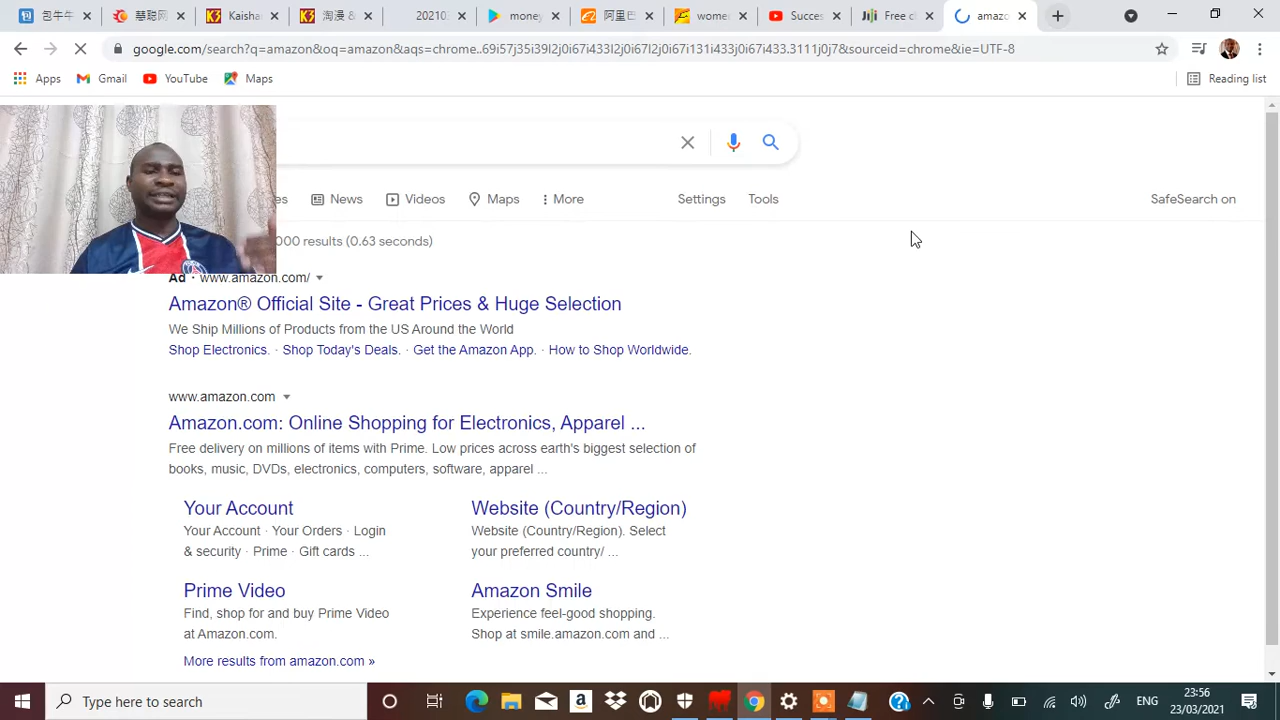 包牛牛
慧聪网
Kaisha
淘漫 &
20210
money
阿里巴
wome
Succes
Free c
amazo
google.com/search?q=amazon&oq=amazon&aqs=chrome..69i57j35i39l2j0i67i433l2j0i67l2j0i67i131i433j0i67i433.3111j0j7&sourceid=chrome&ie=UTF-8
Apps
Gmail
YouTube
Maps
Reading list
es
News
Videos
Maps
More
Settings
Tools
SafeSearch on
000 results (0.63 seconds)
Ad · www.amazon.com/
Amazon® Official Site - Great Prices & Huge Selection
We Ship Millions of Products from the US Around the World
Shop Electronics. · Shop Today's Deals. · Get the Amazon App. · How to Shop Worldwide.
www.amazon.com
Amazon.com: Online Shopping for Electronics, Apparel ...
Free delivery on millions of items with Prime. Low prices across earth's biggest selection of
books, music, DVDs, electronics, computers, software, apparel ...
Your Account
Your Account · Your Orders · Login
& security · Prime · Gift cards ...
Website (Country/Region)
Website (Country/Region). Select
your preferred country/ ...
Prime Video
Find, shop for and buy Prime Video
at Amazon.com.
Amazon Smile
Experience feel-good shopping.
Shop at smile.amazon.com and ...
More results from amazon.com »
Type here to search
ENG
23:56
23/03/2021